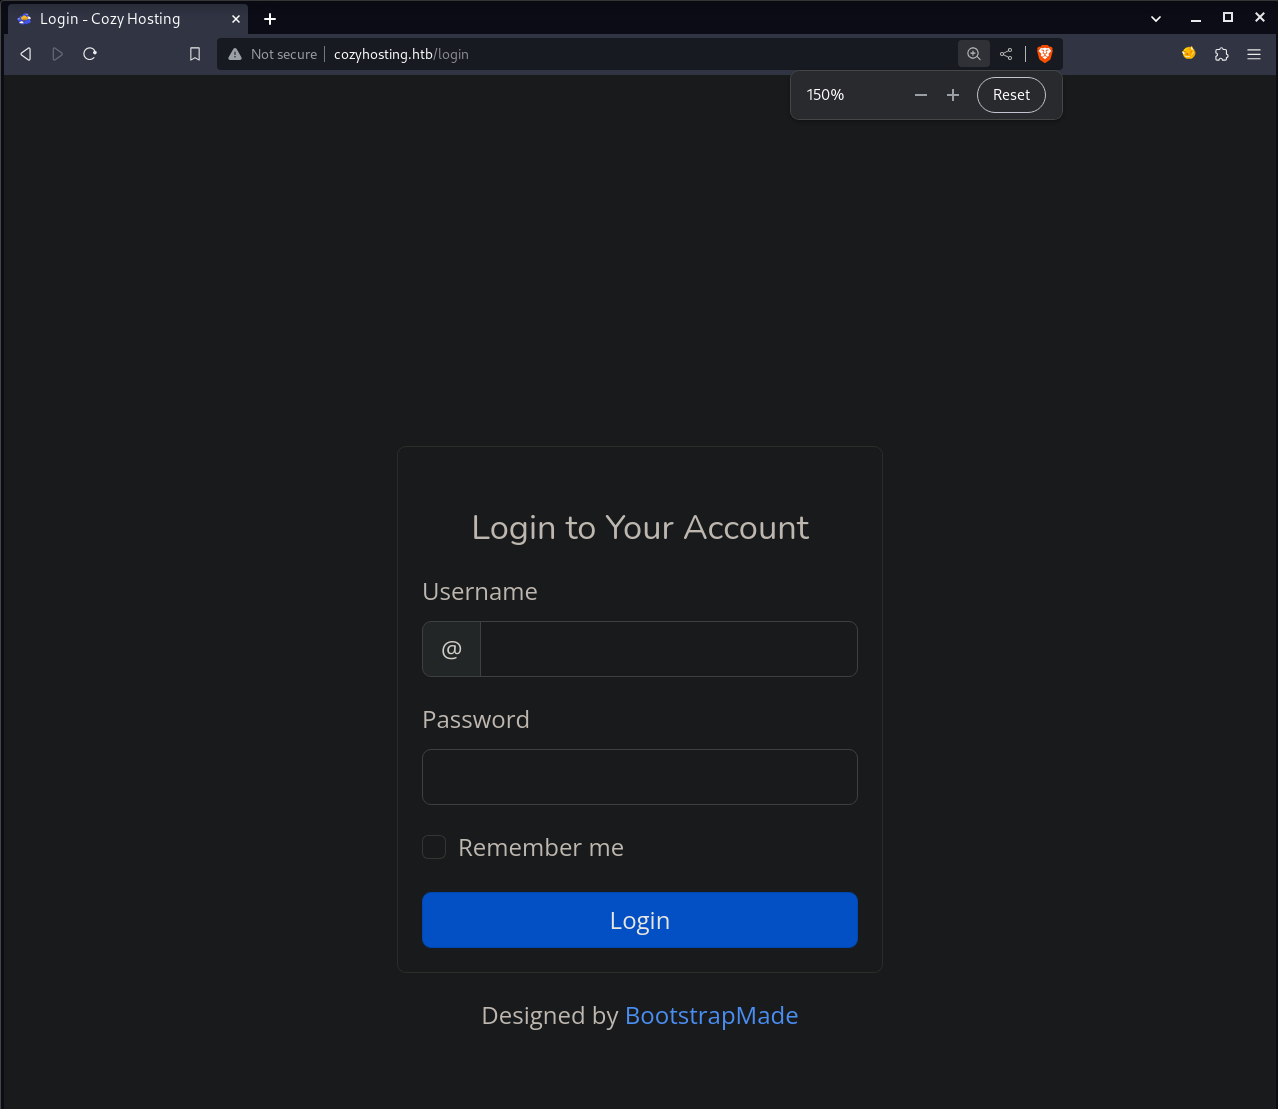 Login - Cozy Hosting
Not secure | cozyhosting.htb/login
150% Reset
Login to Your Account
Username
@
Password
Remember me
Login
Designed by BootstrapMade